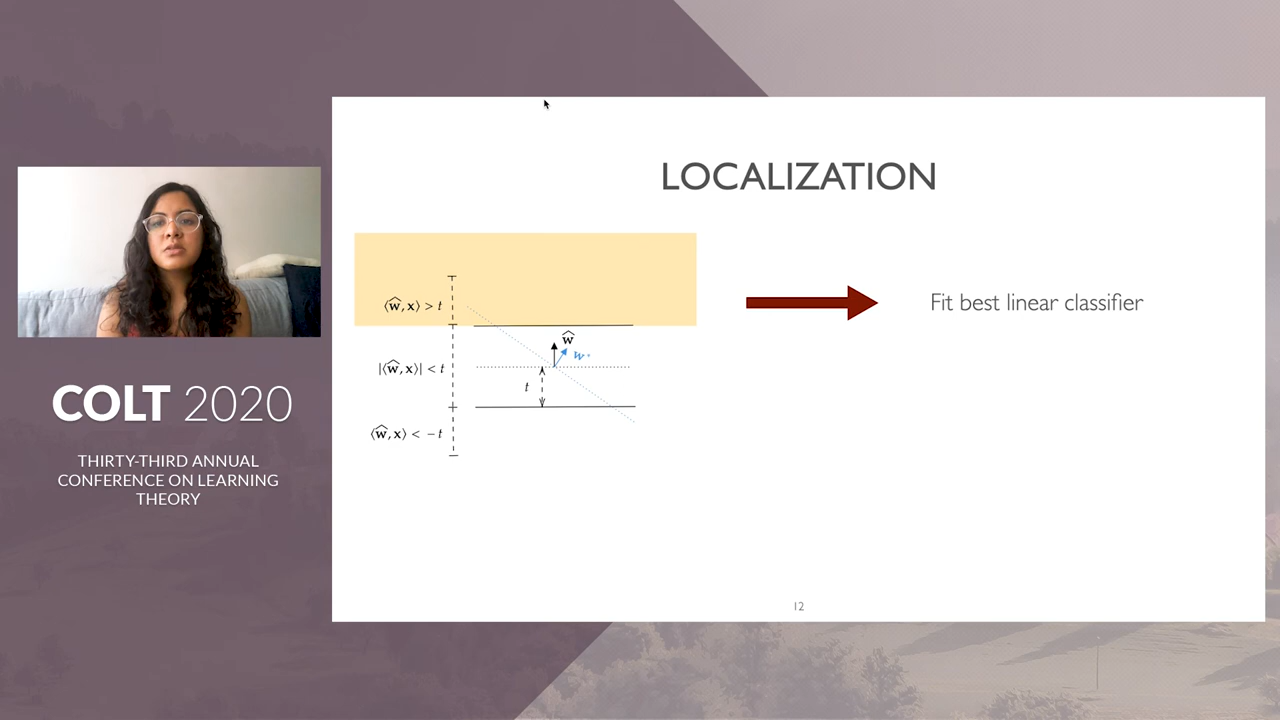 LOCALIZATION
⟨ŵ, x⟩ > t
Fit best linear classifier
ŵ
w*
|⟨ŵ, x⟩| < t
t
⟨ŵ, x⟩ < −t
COLT 2020
THIRTY-THIRD ANNUAL
CONFERENCE ON LEARNING
THEORY
12